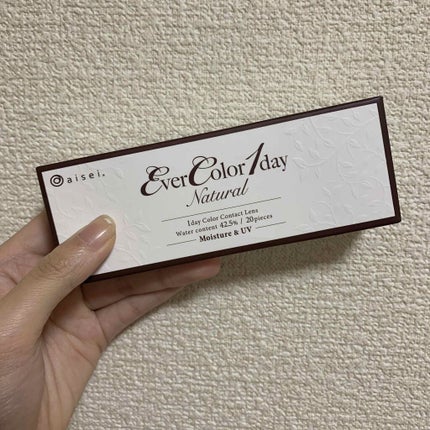 aisei.
EverColor1day
Natural
1day Color Contact Lens
Water content 42.5% / 20pieces
Moisture & UV